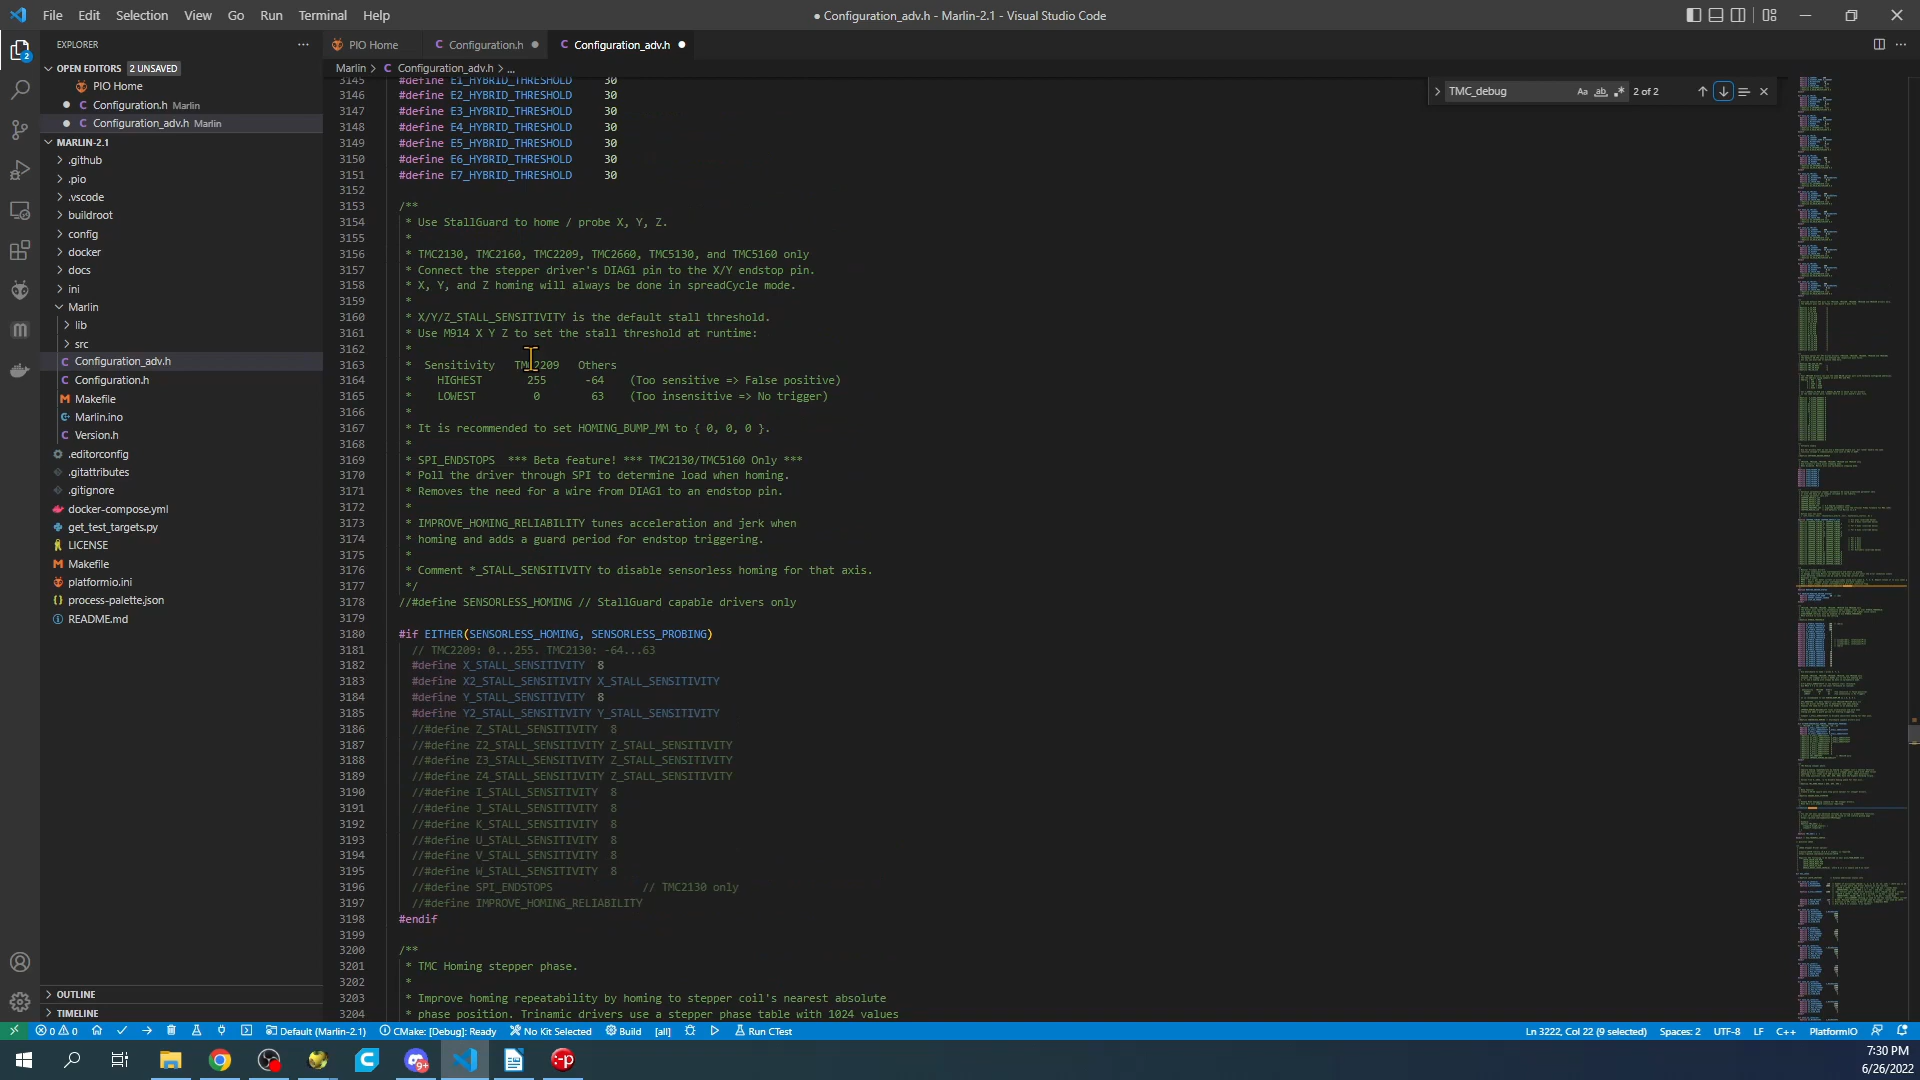 File Edit Selection View Go Run Terminal Help
● Configuration_adv.h - Marlin-2.1 - Visual Studio Code
EXPLORER
OPEN EDITORS 2 UNSAVED
PIO Home
Configuration.h Marlin
Configuration_adv.h Marlin
MARLIN-2.1
.github
.pio
.vscode
buildroot
config
docker
docs
ini
Marlin
lib
src
Configuration_adv.h
Configuration.h
Makefile
Marlin.ino
Version.h
.editorconfig
.gitattributes
.gitignore
docker-compose.yml
get_test_targets.py
LICENSE
Makefile
platformio.ini
process-palette.json
README.md
OUTLINE
TIMELINE
PIO Home Configuration.h Configuration_adv.h
Marlin > C Configuration_adv.h > ...
TMC_debug Aa ab 2 of 2
3145 #define E1_HYBRID_THRESHOLD 30
3146 #define E2_HYBRID_THRESHOLD 30
3147 #define E3_HYBRID_THRESHOLD 30
3148 #define E4_HYBRID_THRESHOLD 30
3149 #define E5_HYBRID_THRESHOLD 30
3150 #define E6_HYBRID_THRESHOLD 30
3151 #define E7_HYBRID_THRESHOLD 30
3152
3153 /**
3154 * Use StallGuard to home / probe X, Y, Z.
3155 *
3156 * TMC2130, TMC2160, TMC2209, TMC2660, TMC5130, and TMC5160 only
3157 * Connect the stepper driver's DIAG1 pin to the X/Y endstop pin.
3158 * X, Y, and Z homing will always be done in spreadCycle mode.
3159 *
3160 * X/Y/Z_STALL_SENSITIVITY is the default stall threshold.
3161 * Use M914 X Y Z to set the stall threshold at runtime:
3162 *
3163 * Sensitivity TMC2209 Others
3164 * HIGHEST 255 -64 (Too sensitive => False positive)
3165 * LOWEST 0 63 (Too insensitive => No trigger)
3166 *
3167 * It is recommended to set HOMING_BUMP_MM to { 0, 0, 0 }.
3168 *
3169 * SPI_ENDSTOPS *** Beta feature! *** TMC2130/TMC5160 Only ***
3170 * Poll the driver through SPI to determine load when homing.
3171 * Removes the need for a wire from DIAG1 to an endstop pin.
3172 *
3173 * IMPROVE_HOMING_RELIABILITY tunes acceleration and jerk when
3174 * homing and adds a guard period for endstop triggering.
3175 *
3176 * Comment *_STALL_SENSITIVITY to disable sensorless homing for that axis.
3177 */
3178 //#define SENSORLESS_HOMING // StallGuard capable drivers only
3179
3180 #if EITHER(SENSORLESS_HOMING, SENSORLESS_PROBING)
3181 // TMC2209: 0...255. TMC2130: -64...63
3182 #define X_STALL_SENSITIVITY 8
3183 #define X2_STALL_SENSITIVITY X_STALL_SENSITIVITY
3184 #define Y_STALL_SENSITIVITY 8
3185 #define Y2_STALL_SENSITIVITY Y_STALL_SENSITIVITY
3186 //#define Z_STALL_SENSITIVITY 8
3187 //#define Z2_STALL_SENSITIVITY Z_STALL_SENSITIVITY
3188 //#define Z3_STALL_SENSITIVITY Z_STALL_SENSITIVITY
3189 //#define Z4_STALL_SENSITIVITY Z_STALL_SENSITIVITY
3190 //#define I_STALL_SENSITIVITY 8
3191 //#define J_STALL_SENSITIVITY 8
3192 //#define K_STALL_SENSITIVITY 8
3193 //#define U_STALL_SENSITIVITY 8
3194 //#define V_STALL_SENSITIVITY 8
3195 //#define W_STALL_SENSITIVITY 8
3196 //#define SPI_ENDSTOPS // TMC2130 only
3197 //#define IMPROVE_HOMING_RELIABILITY
3198 #endif
3199
3200 /**
3201 * TMC Homing stepper phase.
3202 *
3203 * Improve homing repeatability by homing to stepper coil's nearest absolute
3204 * phase position. Trinamic drivers use a stepper phase table with 1024 values
0 0 Default (Marlin-2.1) CMake: [Debug]: Ready No Kit Selected Build [all] Run CTest Ln 3222, Col 22 (9 selected) Spaces: 2 UTF-8 LF C++ PlatformIO
7:30 PM
6/26/2022